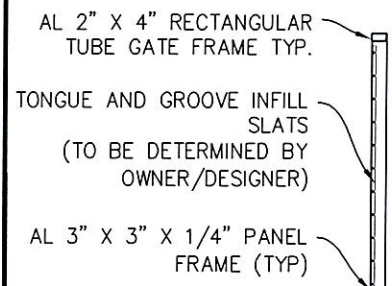 AL 2" X 4" RECTANGULAR
TUBE GATE FRAME TYP.
TONGUE AND GROOVE INFILL
SLATS
(TO BE DETERMINED BY
OWNER/DESIGNER)
AL 3" X 3" X 1/4" PANEL
FRAME (TYP)